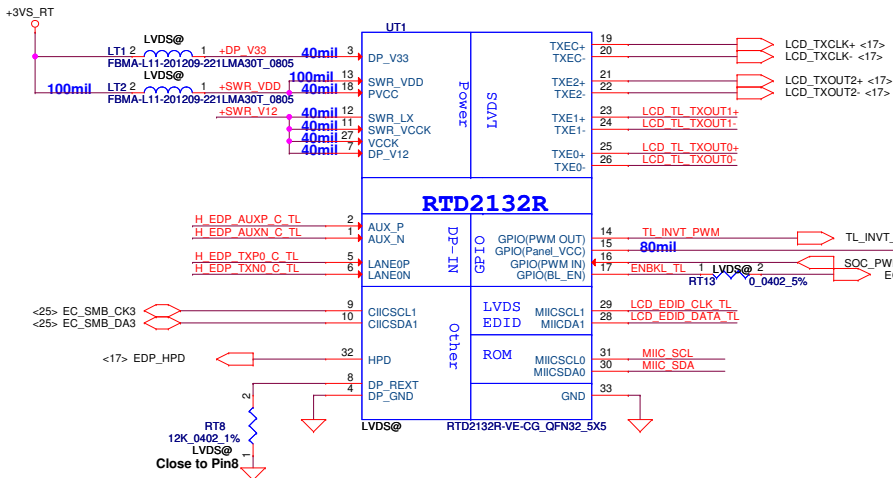 +3VS_RT
UT1
LVDS@
LT1 2 1 +DP_V33 40mil 3 DP_V33
FBMA-L11-201209-221LMA30T_0805
LVDS@
100mil LT2 2 1 +SWR_VDD 100mil 13 SWR_VDD
40mil 18 PVCC
FBMA-L11-201209-221LMA30T_0805
+SWR_V12 40mil 12 SWR_LX
40mil 11 SWR_VCCK
40mil 27 VCCK
40mil 7 DP_V12
Power
LVDS
TXEC+ 19 LCD_TXCLK+ <17>
TXEC- 20 LCD_TXCLK- <17>
TXE2+ 21 LCD_TXOUT2+ <17>
TXE2- 22 LCD_TXOUT2- <17>
TXE1+ 23 LCD_TL_TXOUT1+
TXE1- 24 LCD_TL_TXOUT1-
TXE0+ 25 LCD_TL_TXOUT0+
TXE0- 26 LCD_TL_TXOUT0-
RTD2132R
H_EDP_AUXP_C_TL 2 AUX_P
H_EDP_AUXN_C_TL 1 AUX_N
H_EDP_TXP0_C_TL 5 LANE0P
H_EDP_TXN0_C_TL 6 LANE0N
DP-IN
GPIO
GPIO(PWM OUT) 14 TL_INVT_PWM TL_INVT_
GPIO(Panel_VCC) 15 80mil
GPIO(PWM IN) 16 SOC_PW
GPIO(BL_EN) 17 ENBKL_TL 1 LVDS@ 2
RT13 0_0402_5%
<25> EC_SMB_CK3 9 CIICSCL1
<25> EC_SMB_DA3 10 CIICSDA1
Other
LVDS
EDID
MIICSCL1 29 LCD_EDID_CLK_TL
MIICDA1 28 LCD_EDID_DATA_TL
<17> EDP_HPD 32 HPD
ROM
MIICSCL0 31 MIIC_SCL
MIICSDA0 30 MIIC_SDA
8 DP_REXT
4 DP_GND
GND 33
2
RT8
12K_0402_1%
LVDS@
1
Close to Pin8
LVDS@ RTD2132R-VE-CG_QFN32_5X5